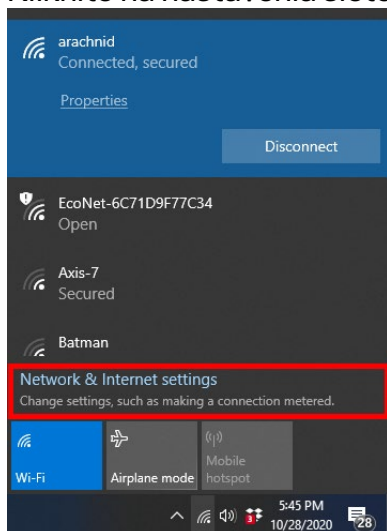 arachnid
Connected, secured
Properties
Disconnect
EcoNet-6C71D9F77C34
Open
Axis-7
Secured
Batman
Network & Internet settings
Change settings, such as making a connection metered.
Wi-Fi
Airplane mode
Mobile
hotspot
5:45 PM
10/28/2020
28